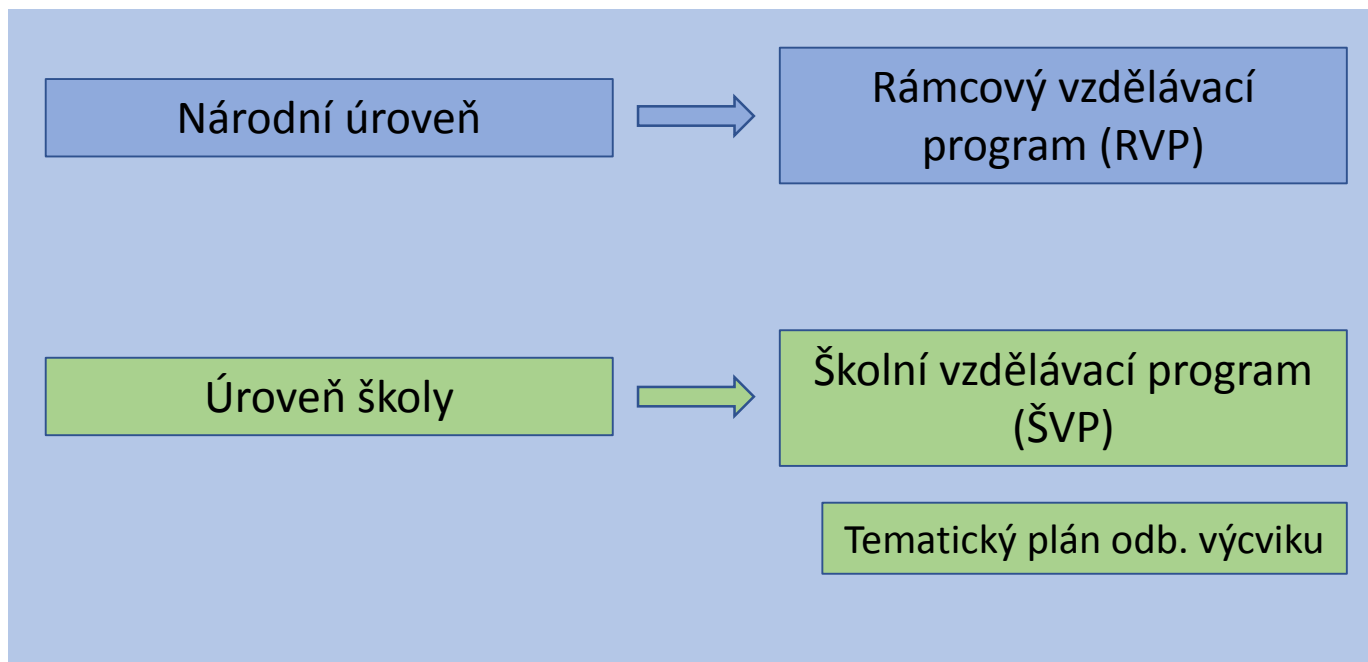 Národní úroveň
Rámcový vzdělávací
program (RVP)
Úroveň školy
Školní vzdělávací program
(ŠVP)
Tematický plán odb. výcviku